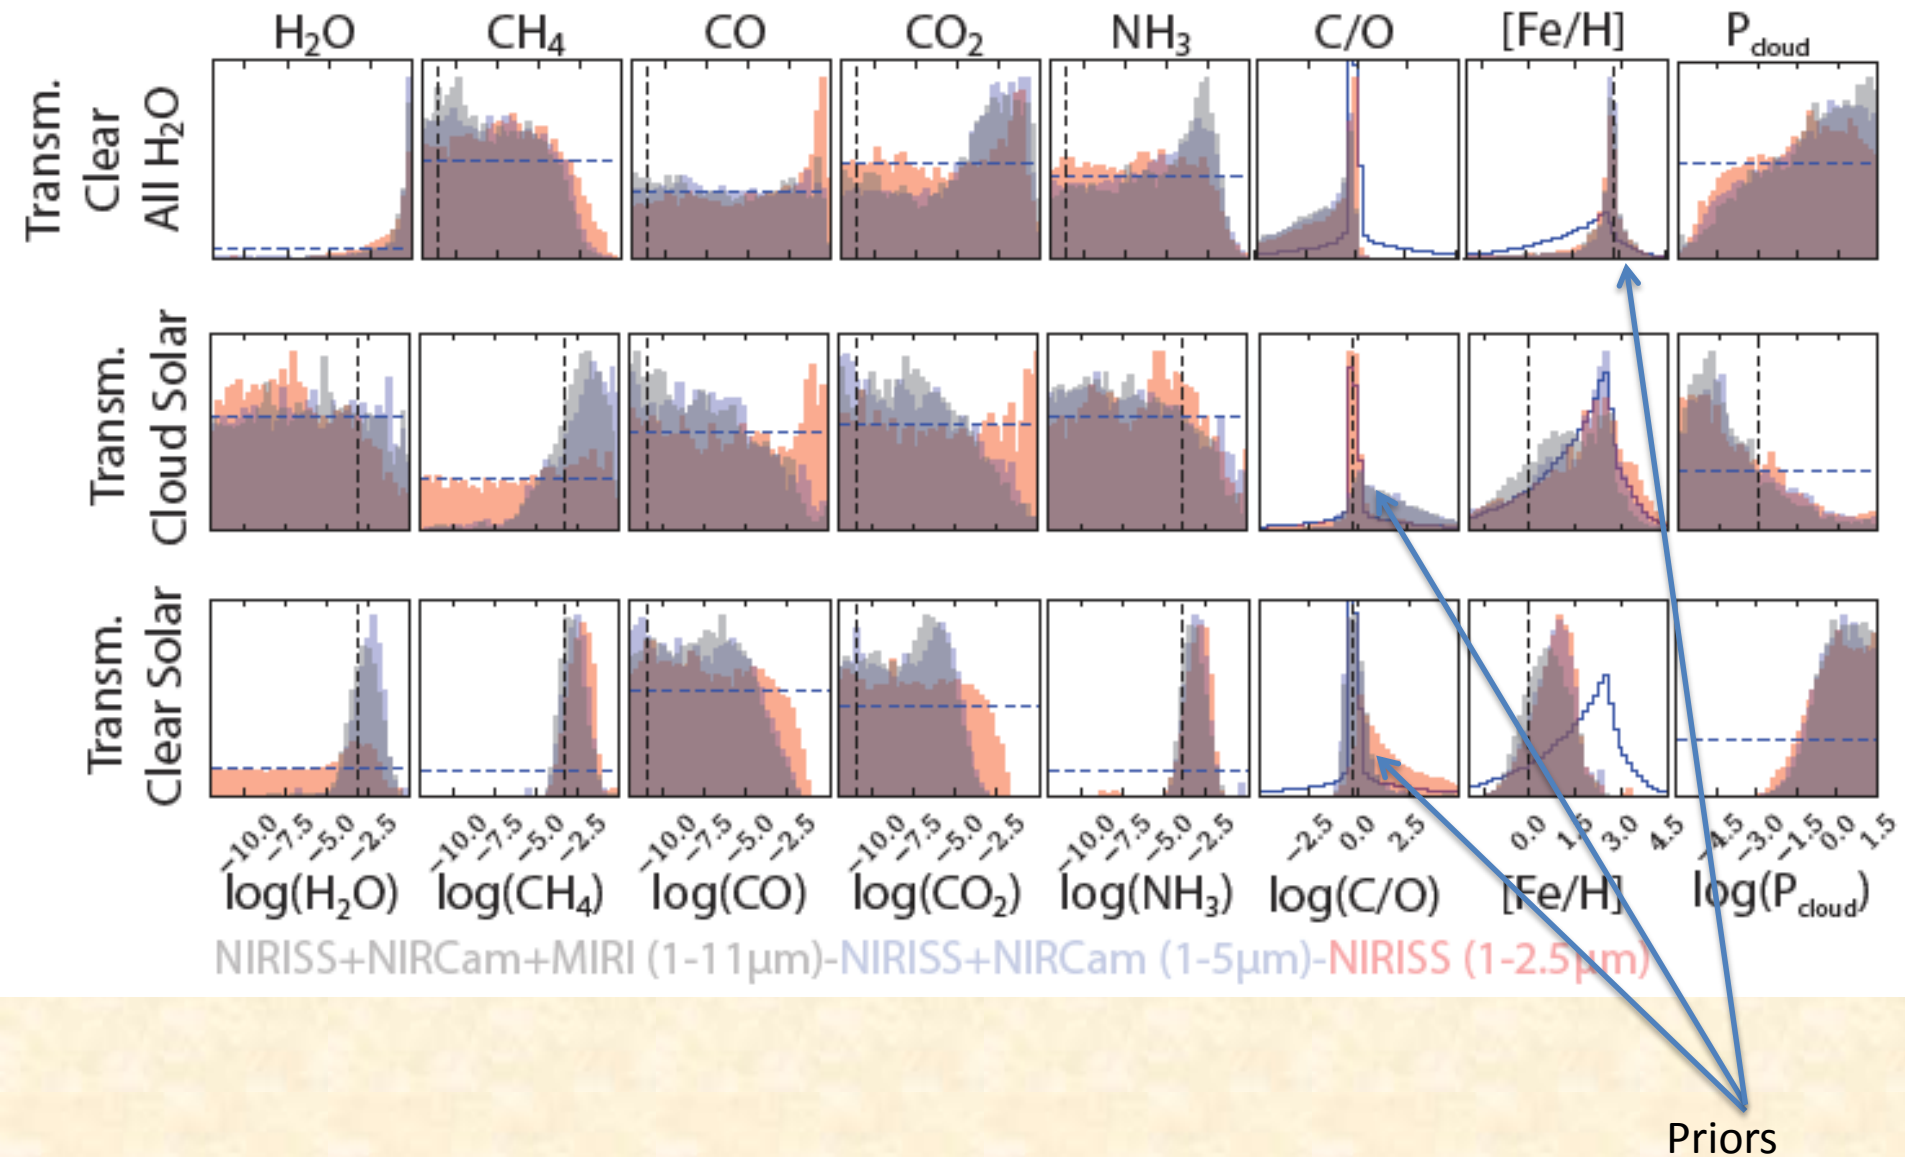 H₂O CH₄ CO CO₂ NH₃ C/O [Fe/H] P_cloud
Transm.
Clear
All H₂O
Transm.
Cloud Solar
Transm.
Clear Solar
−10.0 −7.5 −5.0 −2.5 −10.0 −7.5 −5.0 −2.5 −10.0 −7.5 −5.0 −2.5 −10.0 −7.5 −5.0 −2.5 −10.0 −7.5 −5.0 −2.5 −2.5 0.0 2.5 0.0 1.5 3.0 4.5 −4.5 −3.0 −1.5 0.0 1.5
log(H₂O) log(CH₄) log(CO) log(CO₂) log(NH₃) log(C/O) [Fe/H] log(P_cloud)
NIRISS+NIRCam+MIRI (1-11µm)-NIRISS+NIRCam (1-5µm)-NIRISS (1-2.5µm)
Priors